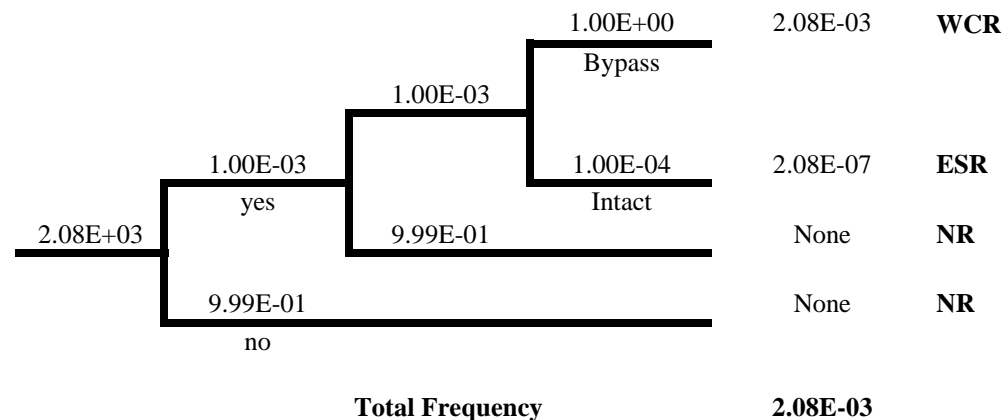 1.00E+00 2.08E-03 WCR
Bypass
1.00E-03
1.00E-03 1.00E-04 2.08E-07 ESR
yes Intact
2.08E+03 9.99E-01 None NR
9.99E-01 None NR
no
Total Frequency 2.08E-03